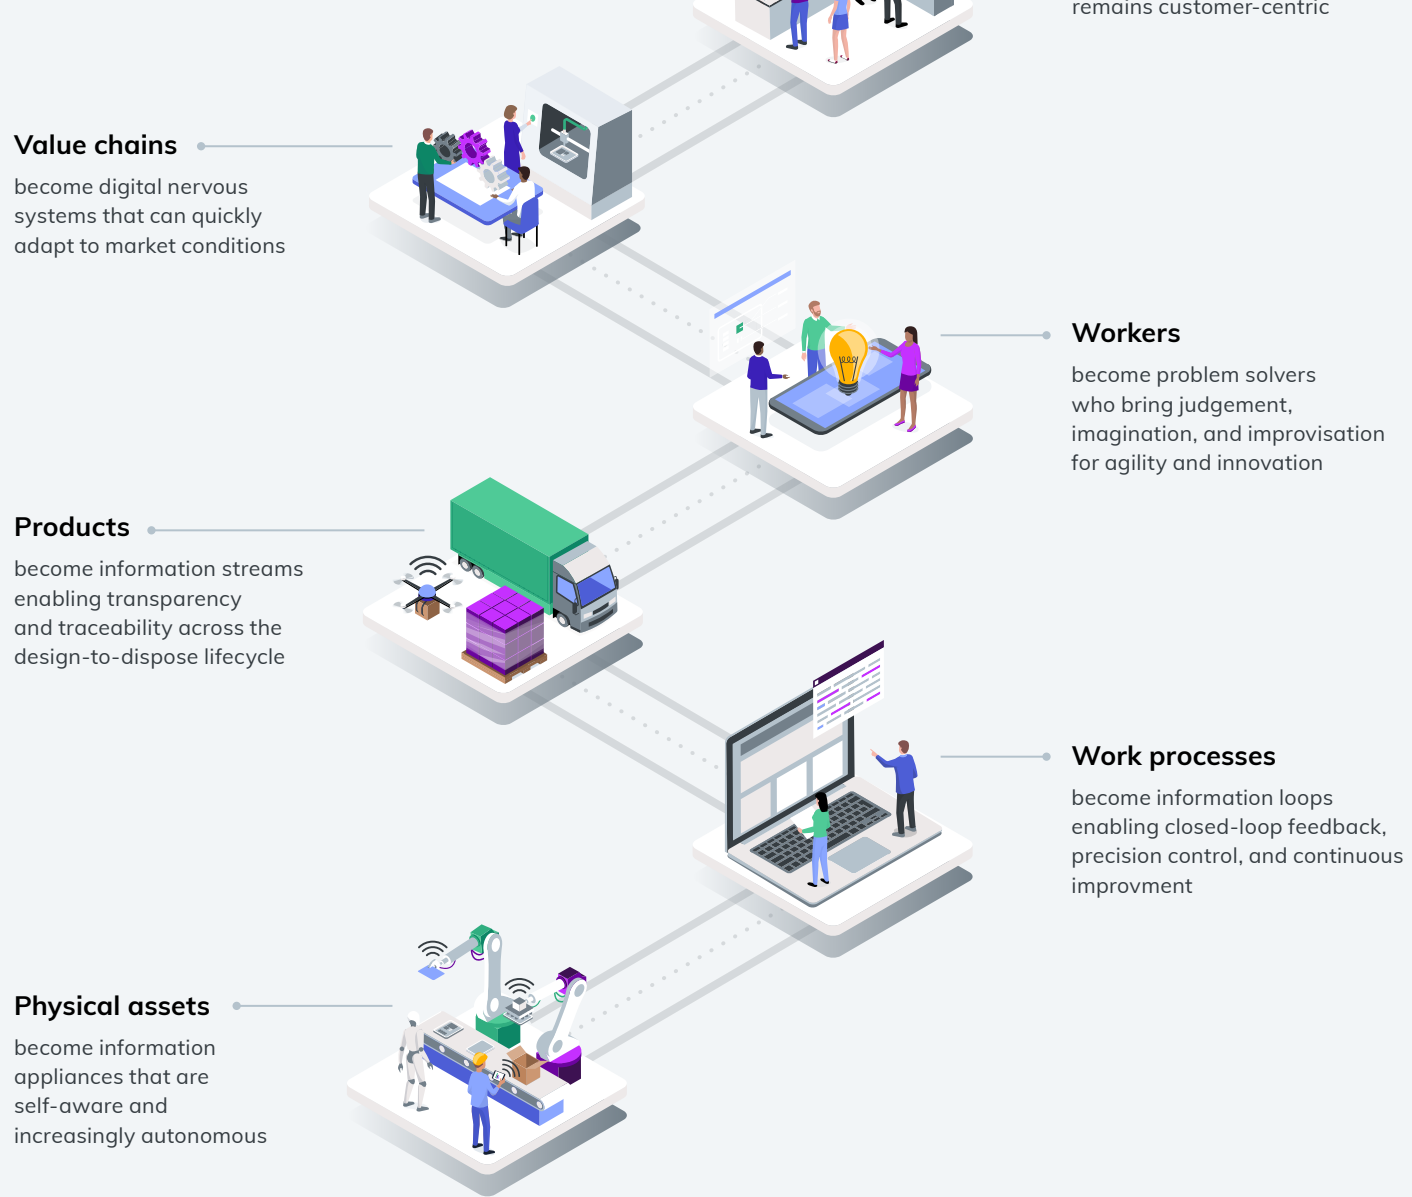 remains customer-centric
Value chains
become digital nervous
systems that can quickly
adapt to market conditions
Workers
become problem solvers
who bring judgement,
imagination, and improvisation
for agility and innovation
Products
become information streams
enabling transparency
and traceability across the
design-to-dispose lifecycle
Work processes
become information loops
enabling closed-loop feedback,
precision control, and continuous
improvment
Physical assets
become information
appliances that are
self-aware and
increasingly autonomous